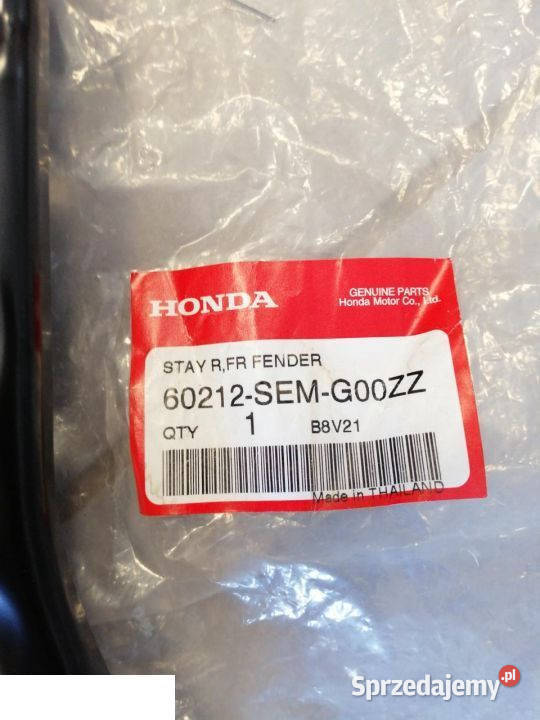 HONDA
GENUINE PARTS
Honda Motor Co., Ltd.
STAY R,FR FENDER
60212-SEM-G00ZZ
QTY 1 B8V21
Made in THAILAND
Sprzedajemy.pl